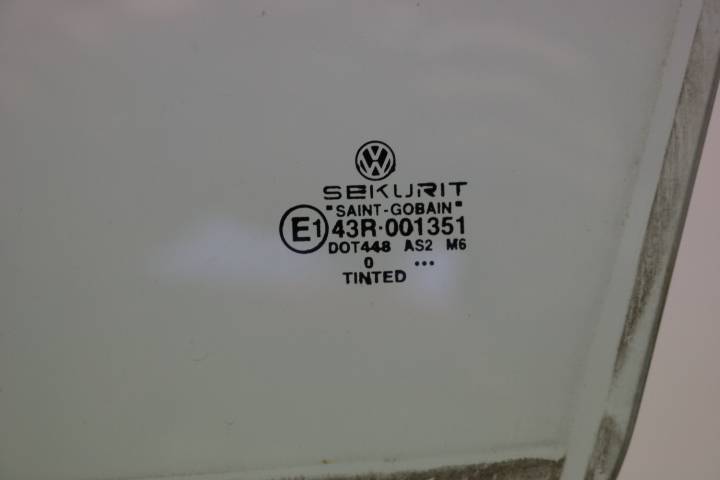 VW
SEKURIT
"SAINT-GOBAIN"
E1 43R-001351
DOT448 AS2 M6
0 ...
TINTED